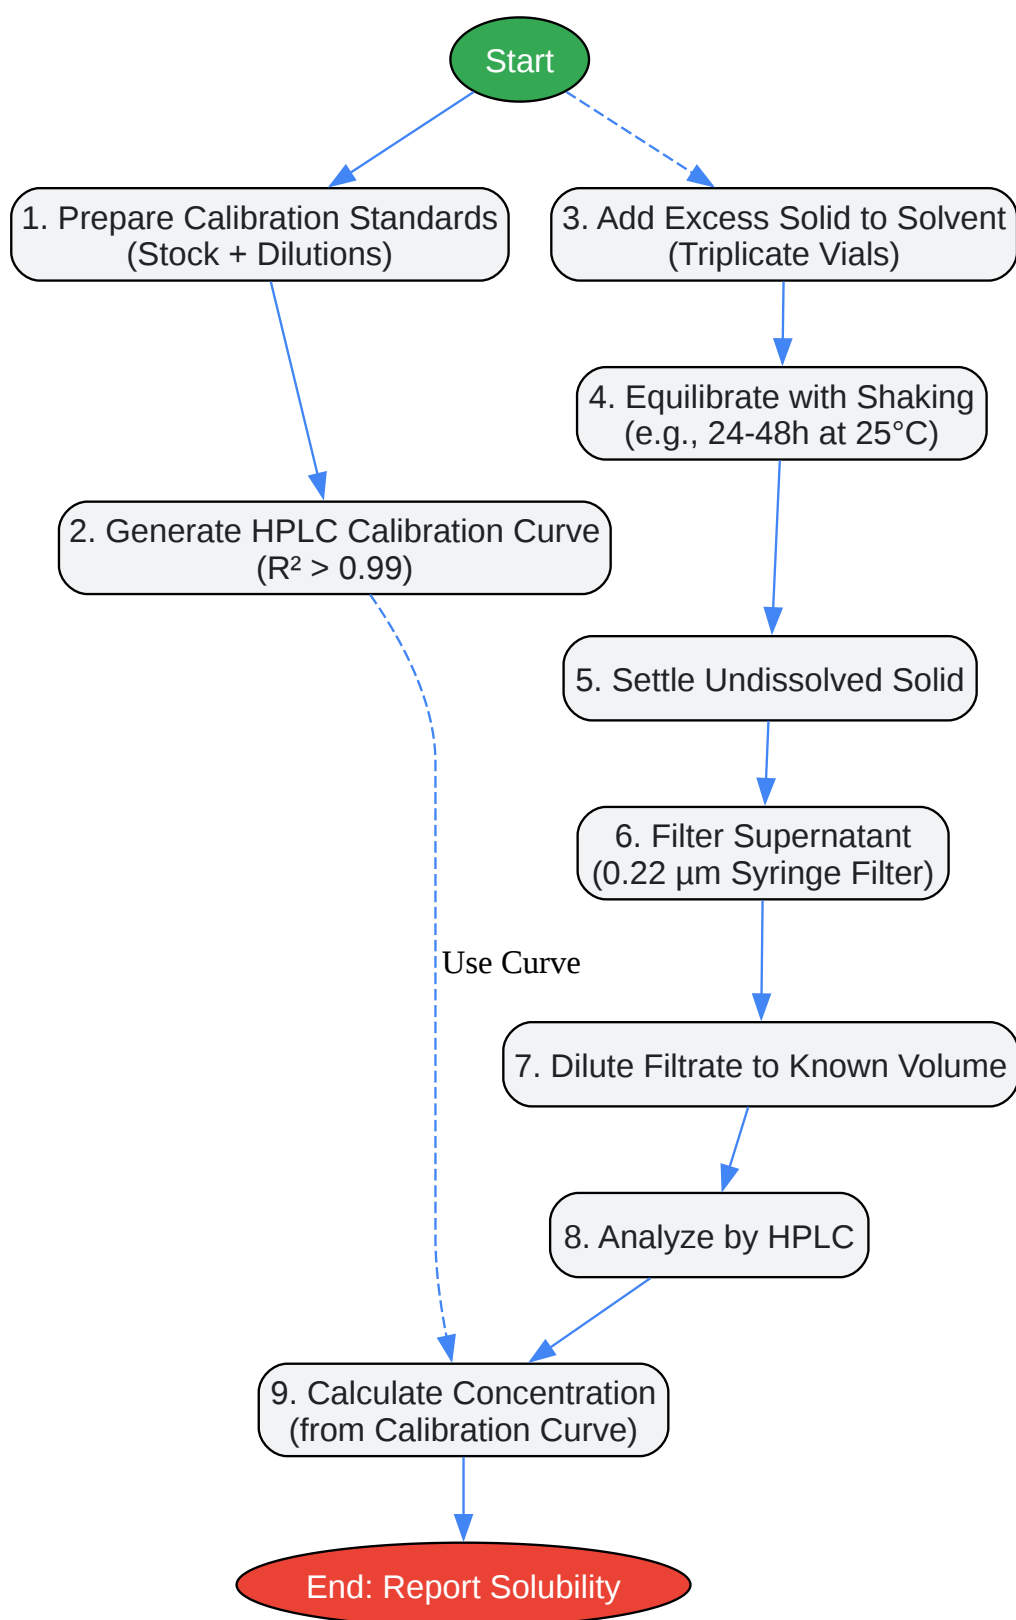 Start
1. Prepare Calibration Standards
(Stock + Dilutions)
3. Add Excess Solid to Solvent
(Triplicate Vials)
4. Equilibrate with Shaking
(e.g., 24-48h at 25°C)
2. Generate HPLC Calibration Curve
(R² > 0.99)
5. Settle Undissolved Solid
6. Filter Supernatant
(0.22 µm Syringe Filter)
Use Curve
7. Dilute Filtrate to Known Volume
8. Analyze by HPLC
9. Calculate Concentration
(from Calibration Curve)
End: Report Solubility